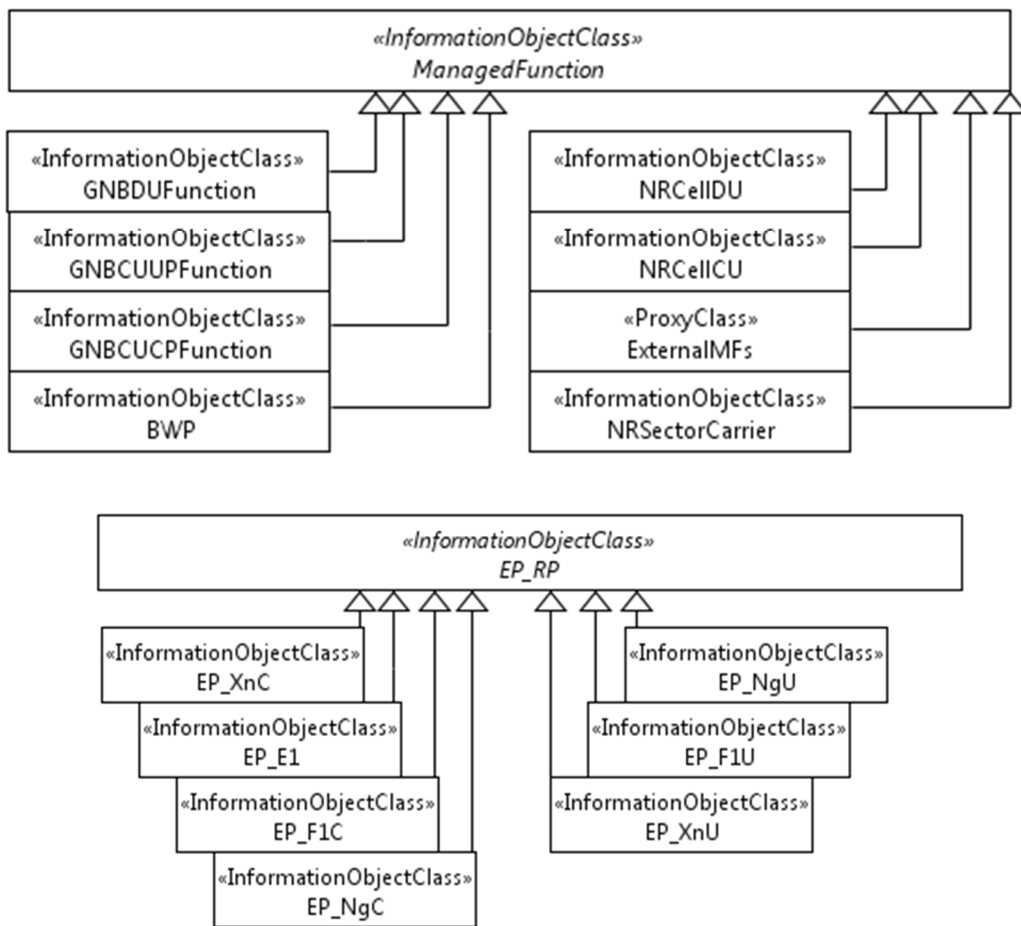 «InformationObjectClass»
ManagedFunction
«InformationObjectClass»
GNBDUFunction
«InformationObjectClass»
GNBCUUPFunction
«InformationObjectClass»
GNBCUCPFunction
«InformationObjectClass»
BWP
«InformationObjectClass»
NRCellDU
«InformationObjectClass»
NRCellCU
«ProxyClass»
ExternalMFs
«InformationObjectClass»
NRSectorCarrier
«InformationObjectClass»
EP_RP
«InformationObjectClass»
EP_XnC
«InformationObjectClass»
EP_E1
«InformationObjectClass»
EP_F1C
«InformationObjectClass»
EP_NgC
«InformationObjectClass»
EP_NgU
«InformationObjectClass»
EP_F1U
«InformationObjectClass»
EP_XnU